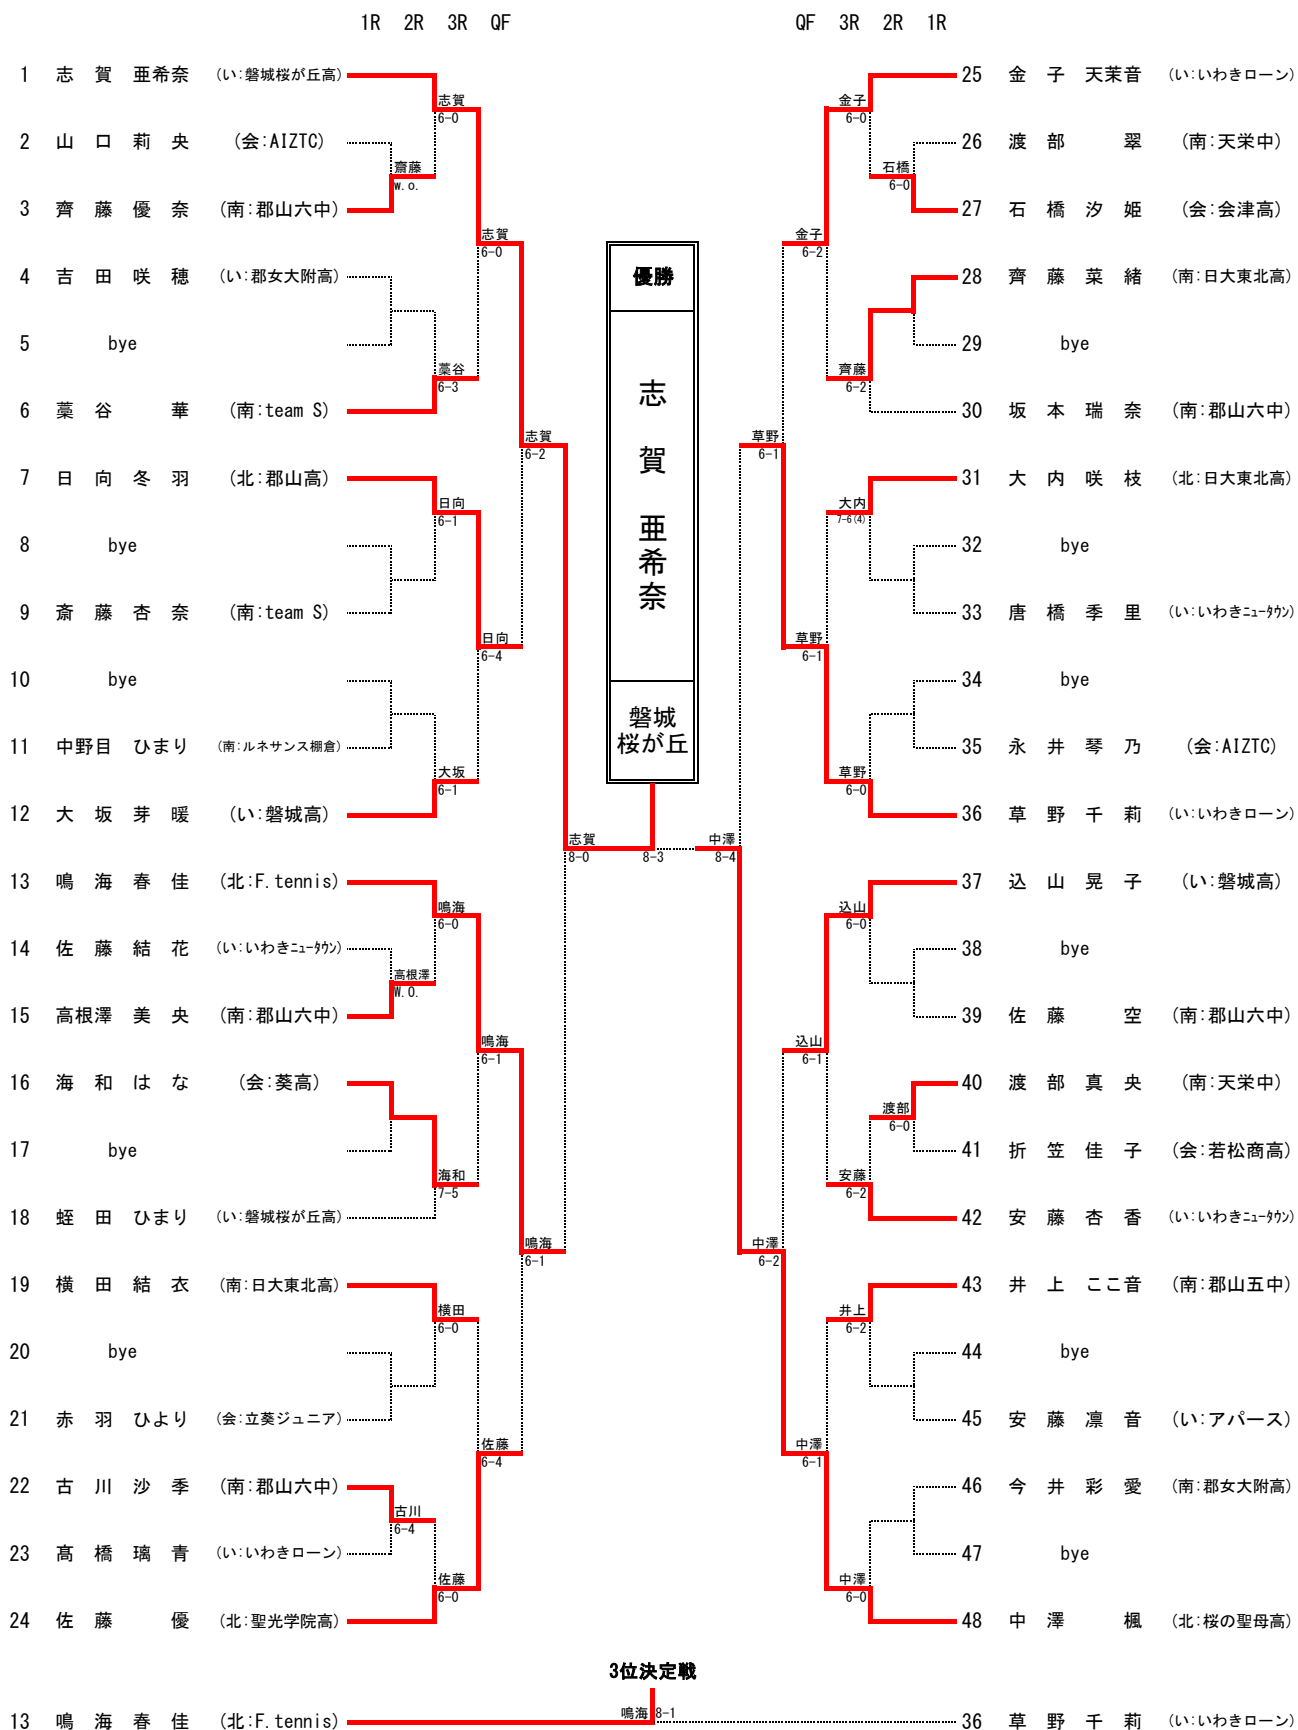 1R 2R 3R QF
QF 3R 2R 1R
1 志賀 亜希奈 (い:磐城桜が丘高)
志賀
6-0
2 山口 莉央 (会:AIZTC)
齋藤
w.o.
3 齊藤 優奈 (南:郡山六中)
志賀
6-0
4 吉田 咲穂 (い:郡女大附高)
5 bye
藁谷
6-3
6 藁谷 華 (南:team S)
志賀
6-2
7 日向 冬羽 (北:郡山高)
日向
6-1
8 bye
9 斎藤 杏奈 (南:team S)
日向
6-4
10 bye
11 中野目 ひまり (南:ルネサンス棚倉)
大坂
6-1
12 大坂 芽暖 (い:磐城高)
志賀
8-0
13 鳴海 春佳 (北:F.tennis)
鳴海
6-0
14 佐藤 結花 (い:いわきニュータウン)
高根澤
W.O.
15 高根澤 美央 (南:郡山六中)
鳴海
6-1
16 海和 はな (会:葵高)
17 bye
海和
7-5
18 蛭田 ひまり (い:磐城桜が丘高)
鳴海
6-1
19 横田 結衣 (南:日大東北高)
横田
6-0
20 bye
21 赤羽 ひより (会:立葵ジュニア)
佐藤
6-4
22 古川 沙季 (南:郡山六中)
古川
6-4
23 髙橋 璃青 (い:いわきローン)
佐藤
6-0
24 佐藤 優 (北:聖光学院高)
優勝
志賀 亜希奈
磐城
桜が丘
8-3
25 金子 天茉音 (い:いわきローン)
金子
6-0
26 渡部 翠 (南:天栄中)
石橋
6-0
27 石橋 汐姫 (会:会津高)
金子
6-2
28 齊藤 菜緒 (南:日大東北高)
29 bye
齊藤
6-2
30 坂本 瑞奈 (南:郡山六中)
草野
6-1
31 大内 咲枝 (北:日大東北高)
大内
7-6(4)
32 bye
33 唐橋 季里 (い:いわきニュータウン)
草野
6-1
34 bye
35 永井 琴乃 (会:AIZTC)
草野
6-0
36 草野 千莉 (い:いわきローン)
中澤
8-4
37 込山 晃子 (い:磐城高)
込山
6-0
38 bye
39 佐藤 空 (南:郡山六中)
込山
6-1
40 渡部 真央 (南:天栄中)
渡部
6-0
41 折笠 佳子 (会:若松商高)
安藤
6-2
42 安藤 杏香 (い:いわきニュータウン)
中澤
6-2
43 井上 ここ音 (南:郡山五中)
井上
6-2
44 bye
45 安藤 凛音 (い:アパース)
中澤
6-1
46 今井 彩愛 (南:郡女大附高)
47 bye
中澤
6-0
48 中澤 楓 (北:桜の聖母高)
3位決定戦
13 鳴海 春佳 (北:F.tennis)
鳴海 8-1
36 草野 千莉 (い:いわきローン)